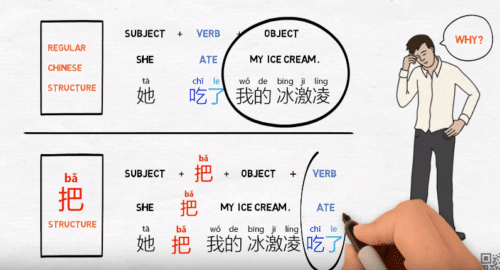 REGULAR
CHINESE
STRUCTURE
SUBJECT + VERB + OBJECT
SHE ATE MY ICE CREAM.
tā chī le wǒ de bīng jī líng
她 吃了 我的 冰激凌
WHY?
bǎ
把
STRUCTURE
bǎ
SUBJECT + 把 + OBJECT + VERB
bǎ
SHE 把 MY ICE CREAM. ATE
tā bǎ wǒ de bīng jī líng chī le
她 把 我的 冰激凌 吃了